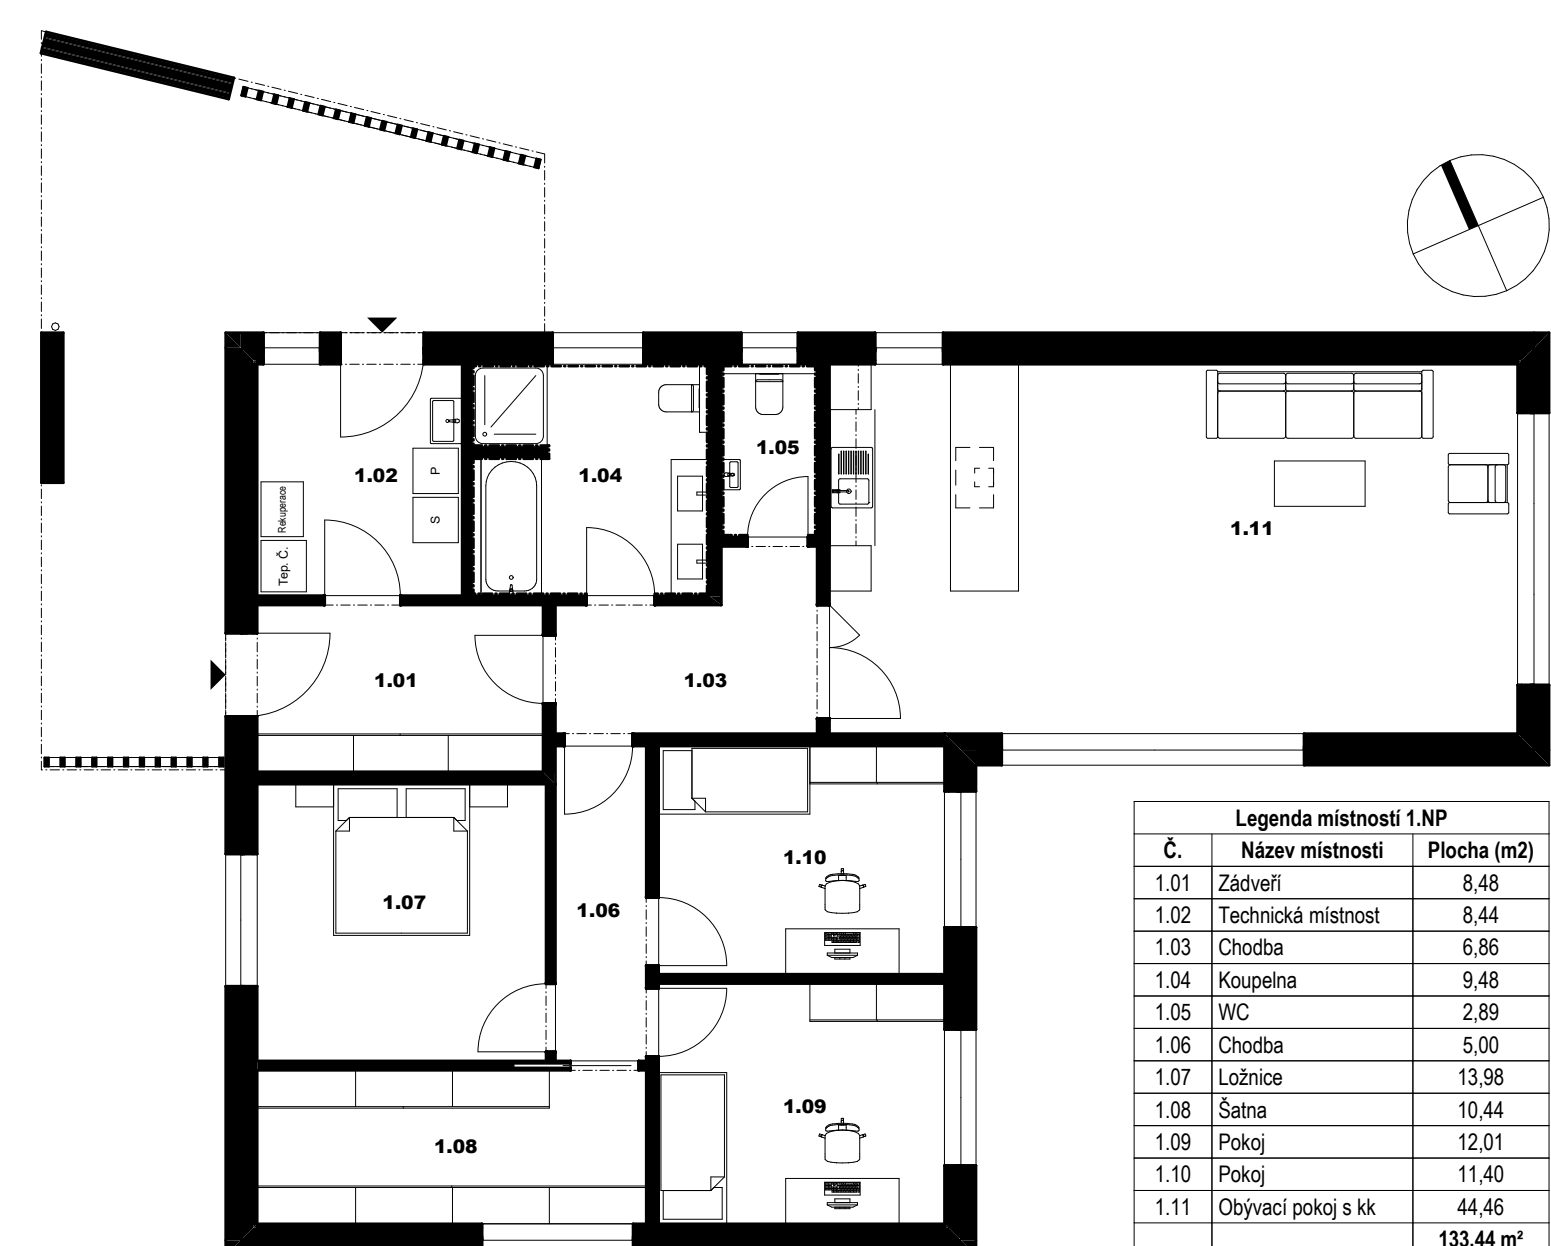 1.02
1.04
1.05
1.11
P
S
Rekuperace
Tep. Č.
1.01
1.03
1.07
1.06
1.10
1.08
1.09
Legenda místností 1.NP
Č. Název místnosti Plocha (m2)
1.01 Zádveří 8,48
1.02 Technická místnost 8,44
1.03 Chodba 6,86
1.04 Koupelna 9,48
1.05 WC 2,89
1.06 Chodba 5,00
1.07 Ložnice 13,98
1.08 Šatna 10,44
1.09 Pokoj 12,01
1.10 Pokoj 11,40
1.11 Obývací pokoj s kk 44,46
133,44 m²